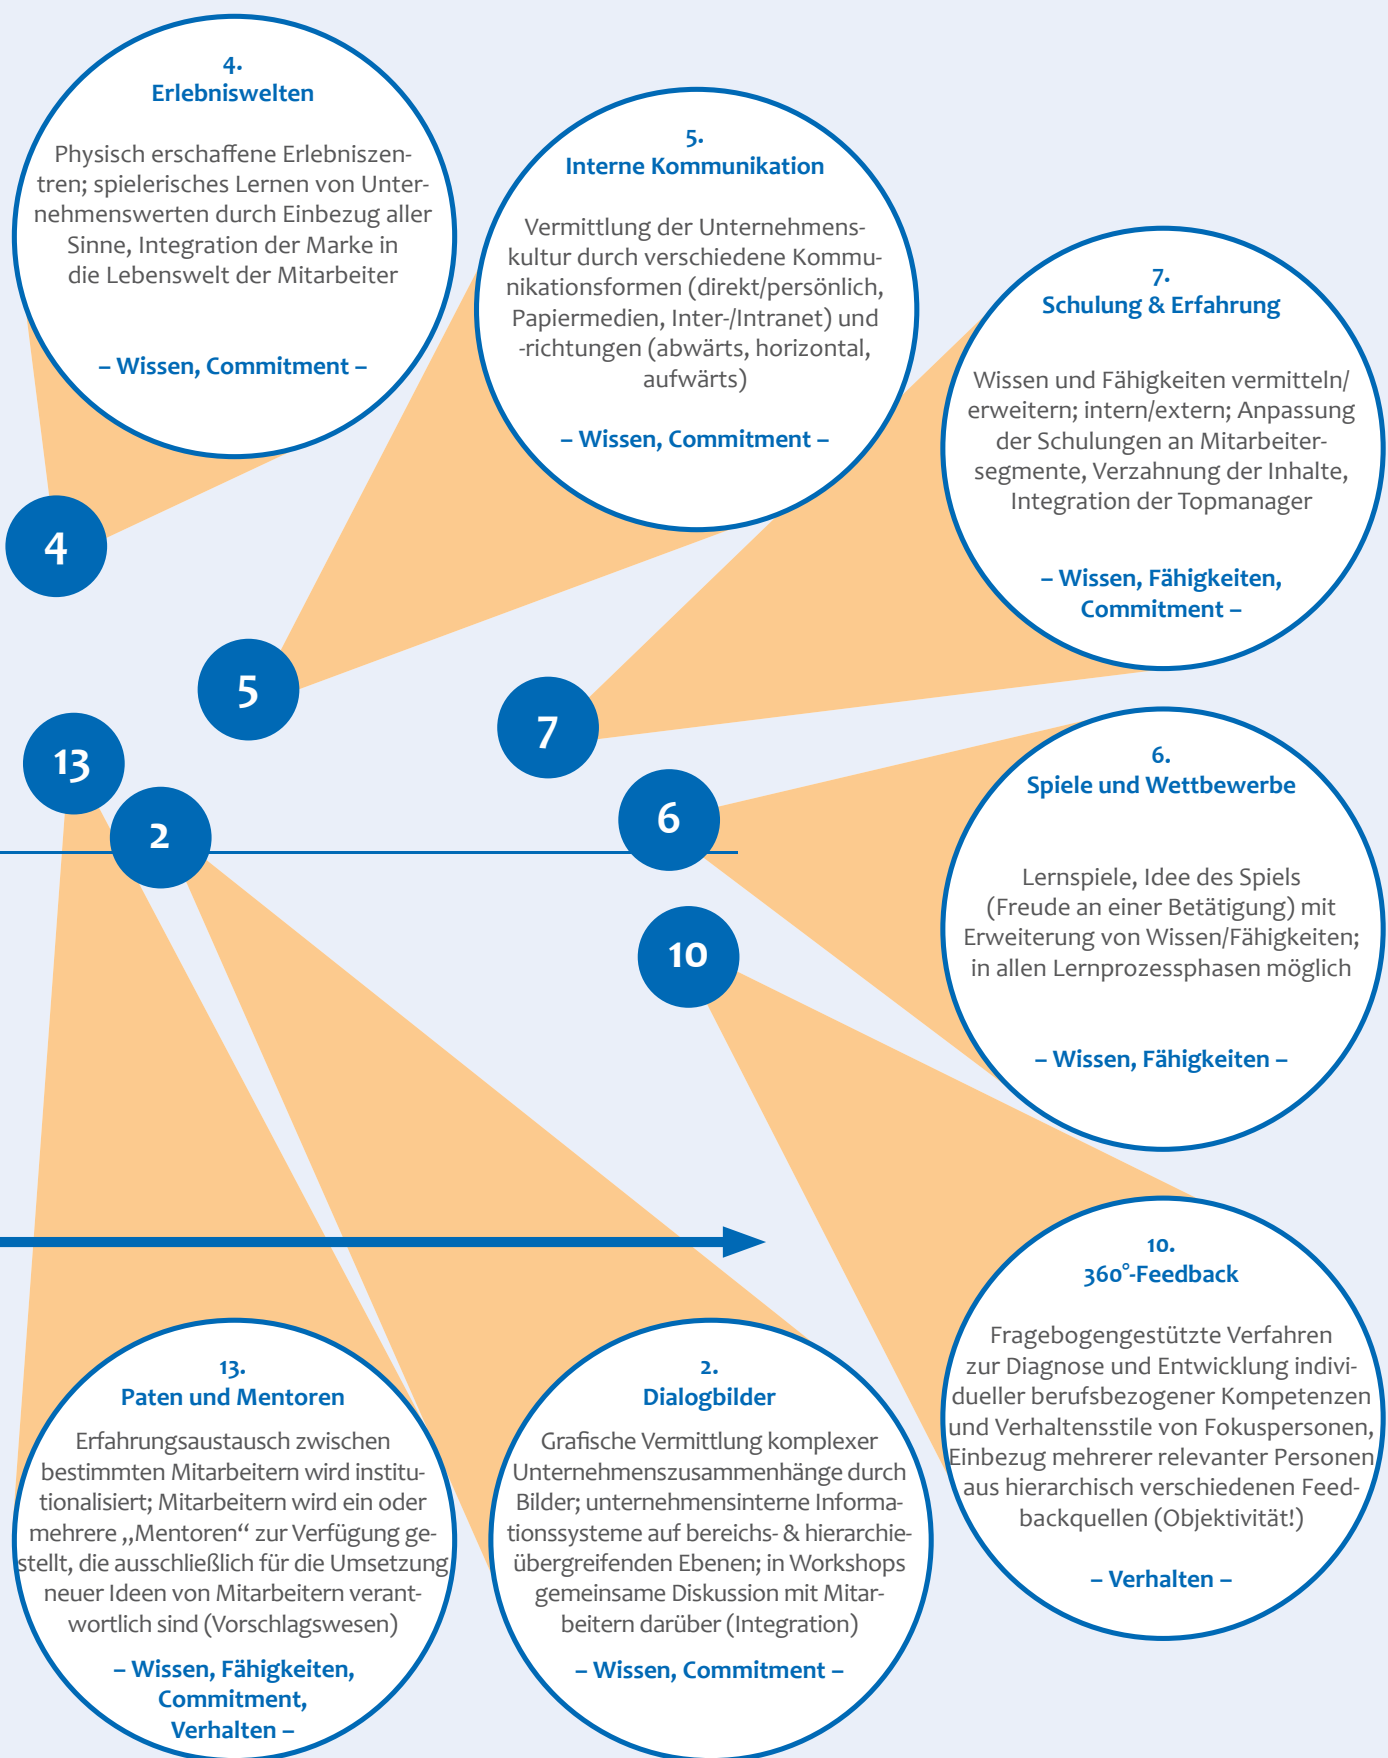 4.
Erlebniswelten
Physisch erschaffene Erlebniszen-
tren; spielerisches Lernen von Unter-
nehmenswerten durch Einbezug aller
Sinne, Integration der Marke in
die Lebenswelt der Mitarbeiter
– Wissen, Commitment –
5.
Interne Kommunikation
Vermittlung der Unternehmens-
kultur durch verschiedene Kommu-
nikationsformen (direkt/persönlich,
Papiermedien, Inter-/Intranet) und
-richtungen (abwärts, horizontal,
aufwärts)
– Wissen, Commitment –
7.
Schulung & Erfahrung
Wissen und Fähigkeiten vermitteln/
erweitern; intern/extern; Anpassung
der Schulungen an Mitarbeiter-
segmente, Verzahnung der Inhalte,
Integration der Topmanager
– Wissen, Fähigkeiten,
Commitment –
4
5
7
13
2
6
10
6.
Spiele und Wettbewerbe
Lernspiele, Idee des Spiels
(Freude an einer Betätigung) mit
Erweiterung von Wissen/Fähigkeiten;
in allen Lernprozessphasen möglich
– Wissen, Fähigkeiten –
13.
Paten und Mentoren
Erfahrungsaustausch zwischen
bestimmten Mitarbeitern wird institu-
tionalisiert; Mitarbeitern wird ein oder
mehrere „Mentoren“ zur Verfügung ge-
stellt, die ausschließlich für die Umsetzung
neuer Ideen von Mitarbeitern verant-
wortlich sind (Vorschlagswesen)
– Wissen, Fähigkeiten,
Commitment,
Verhalten –
2.
Dialogbilder
Grafische Vermittlung komplexer
Unternehmenszusammenhänge durch
Bilder; unternehmensinterne Informa-
tionssysteme auf bereichs- & hierarchie-
übergreifenden Ebenen; in Workshops
gemeinsame Diskussion mit Mitar-
beitern darüber (Integration)
– Wissen, Commitment –
10.
360°-Feedback
Fragebogengestützte Verfahren
zur Diagnose und Entwicklung indivi-
dueller berufsbezogener Kompetenzen
und Verhaltensstile von Fokuspersonen,
Einbezug mehrerer relevanter Personen
aus hierarchisch verschiedenen Feed-
backquellen (Objektivität!)
– Verhalten –